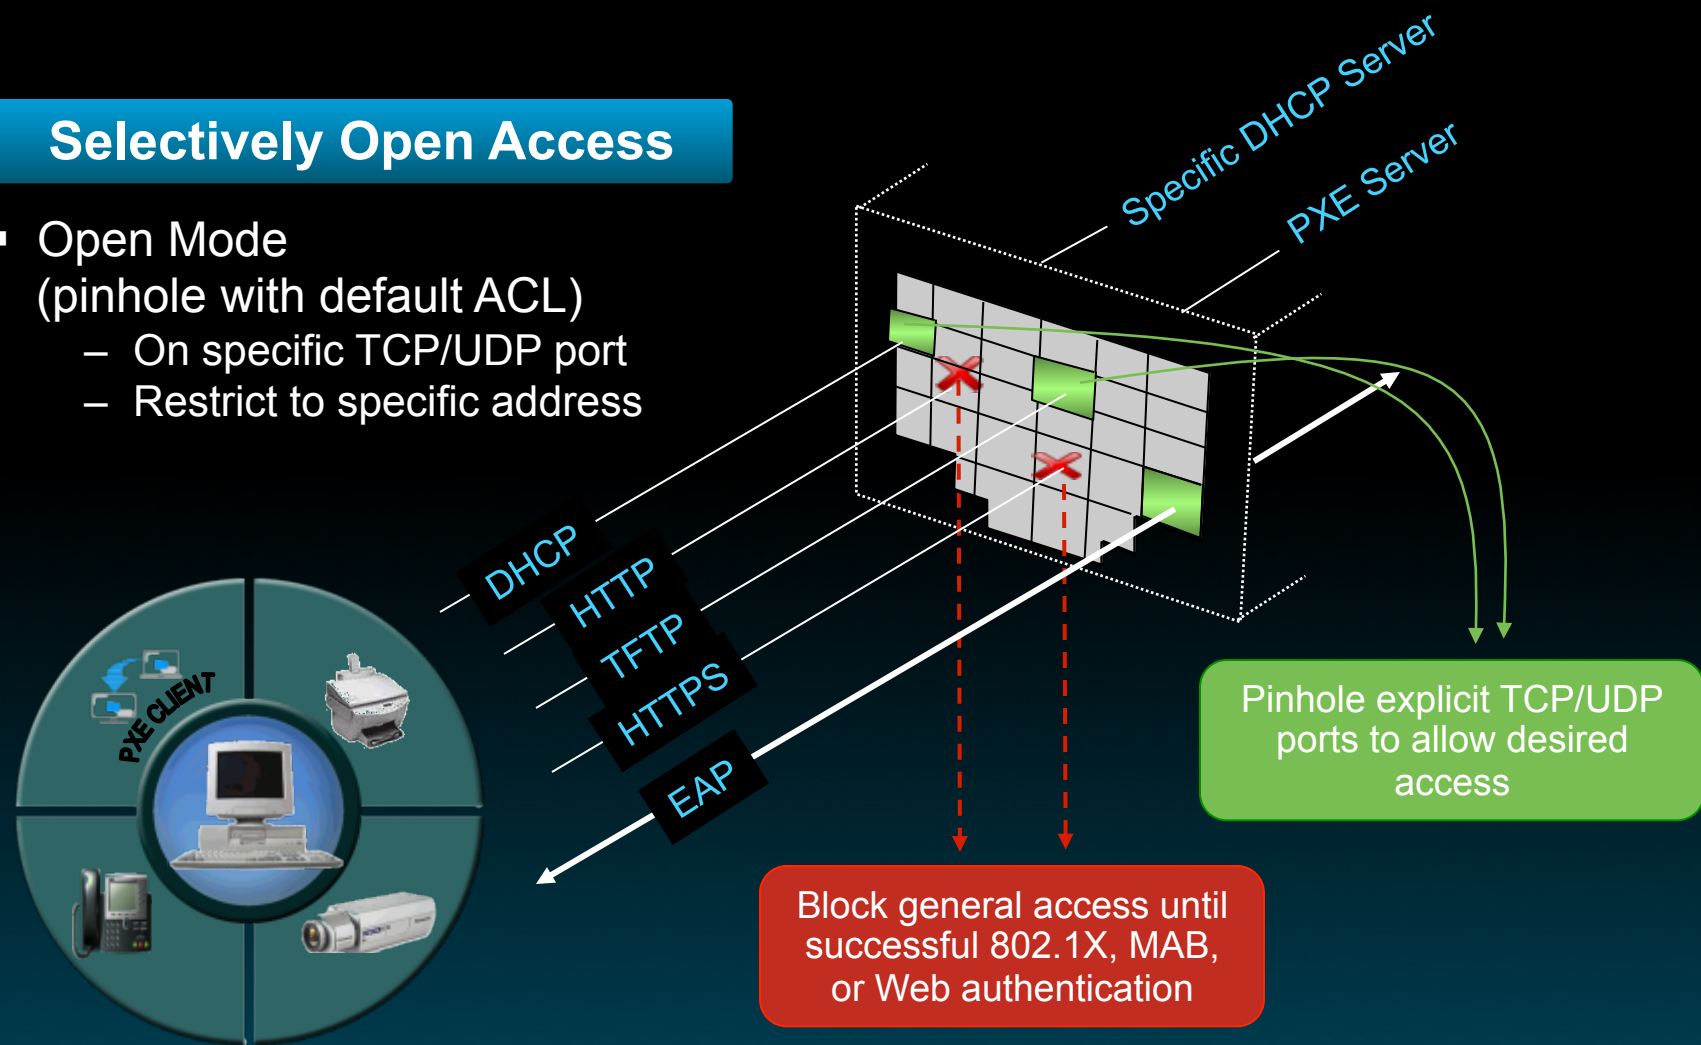 Selectively Open Access
▪ Open Mode
(pinhole with default ACL)
– On specific TCP/UDP port
– Restrict to specific address
Specific DHCP Server
PXE Server
DHCP
HTTP
TFTP
HTTPS
EAP
PXE CLIENT
Pinhole explicit TCP/UDP
ports to allow desired
access
Block general access until
successful 802.1X, MAB,
or Web authentication